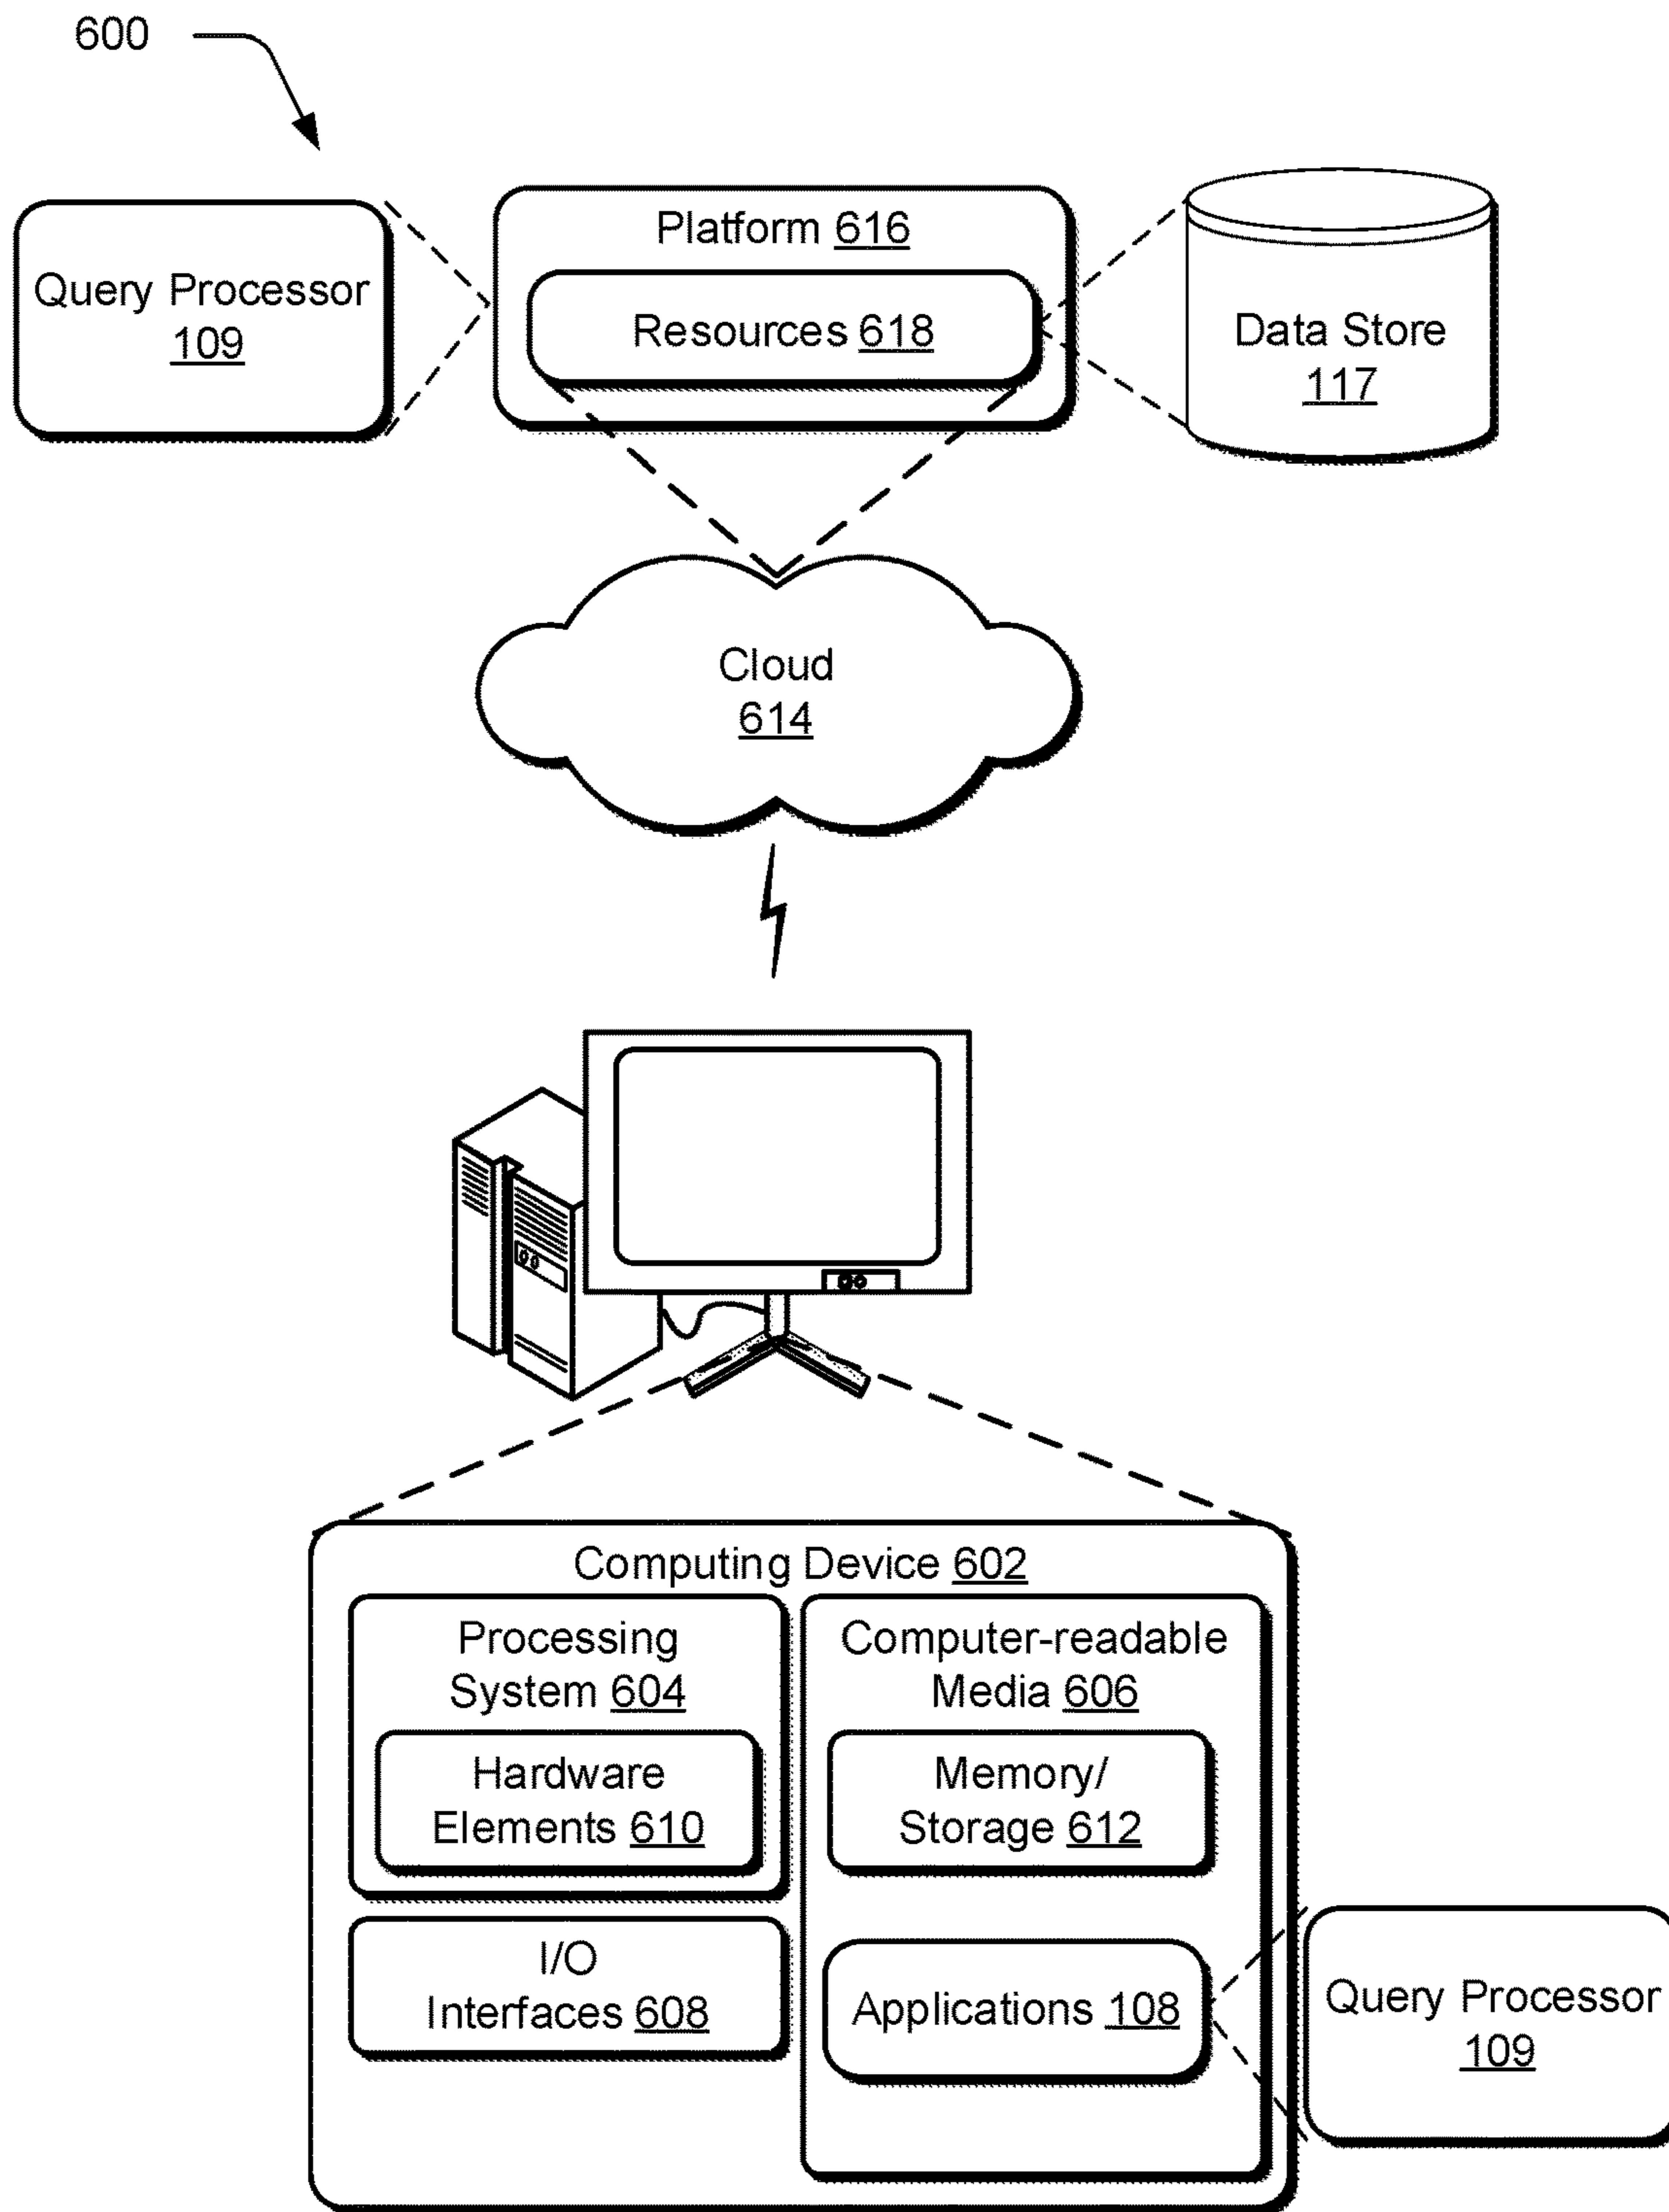 600
Query Processor
109
Platform 616
Resources 618
Data Store
117
Cloud
614
Computing Device 602
Processing
System 604
Hardware
Elements 610
I/O
Interfaces 608
Computer-readable
Media 606
Memory/
Storage 612
Applications 108
Query Processor
109